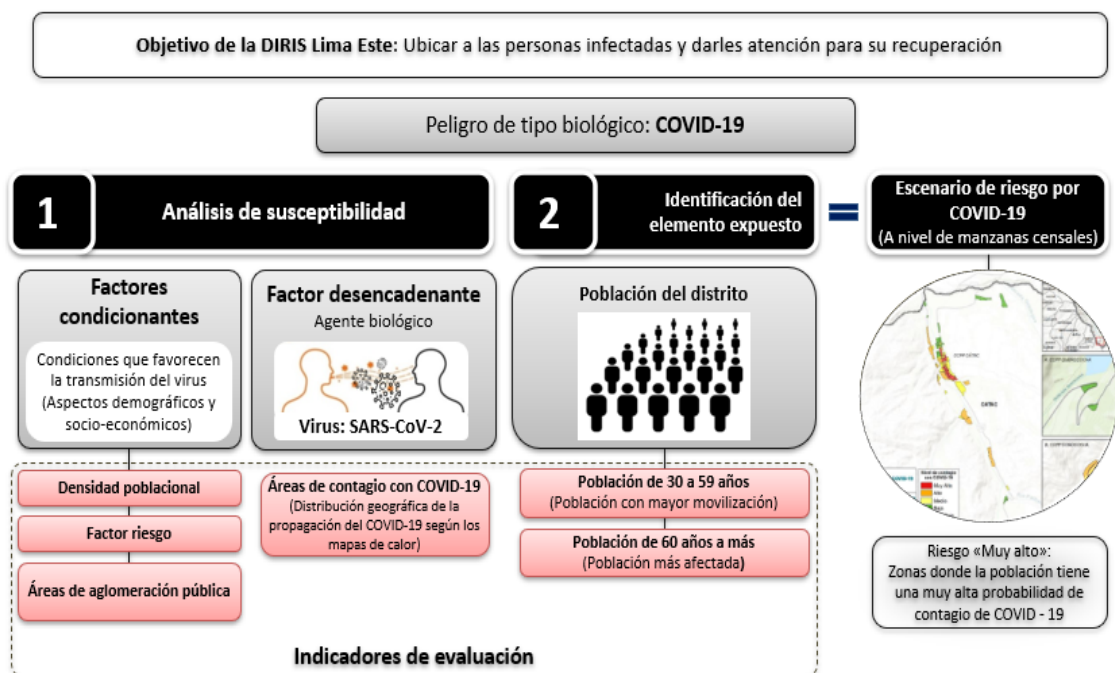 Objetivo de la DIRIS Lima Este: Ubicar a las personas infectadas y darles atención para su recuperación
Peligro de tipo biológico: COVID-19
1
Análisis de susceptibilidad
2
Identificación del
elemento expuesto
=
Escenario de riesgo por
COVID-19
(A nivel de manzanas censales)
Factores
condicionantes
Condiciones que favorecen
la transmisión del virus
(Aspectos demográficos y
socio-económicos)
Factor desencadenante
Agente biológico
Virus: SARS-CoV-2
Población del distrito
Densidad poblacional
Factor riesgo
Áreas de aglomeración pública
Áreas de contagio con COVID-19
(Distribución geográfica de la
propagación del COVID-19 según los
mapas de calor)
Población de 30 a 59 años
(Población con mayor movilización)
Población de 60 años a más
(Población más afectada)
Indicadores de evaluación
Muy Alto
Alto
Medio
Riesgo «Muy alto»:
Zonas donde la población tiene
una muy alta probabilidad de
contagio de COVID - 19